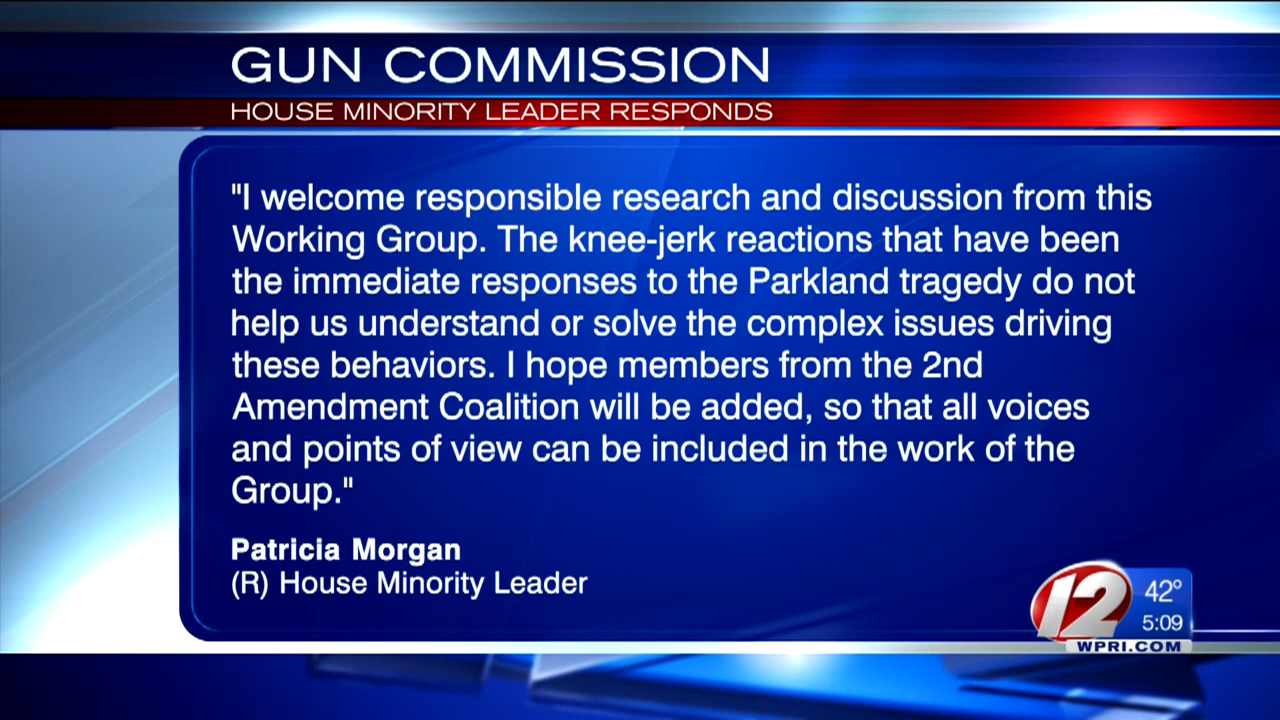 GUN COMMISSION
HOUSE MINORITY LEADER RESPONDS
"I welcome responsible research and discussion from this
Working Group. The knee-jerk reactions that have been
the immediate responses to the Parkland tragedy do not
help us understand or solve the complex issues driving
these behaviors. I hope members from the 2nd
Amendment Coalition will be added, so that all voices
and points of view can be included in the work of the
Group."
Patricia Morgan
(R) House Minority Leader
12
42°
5:09
WPRI.COM